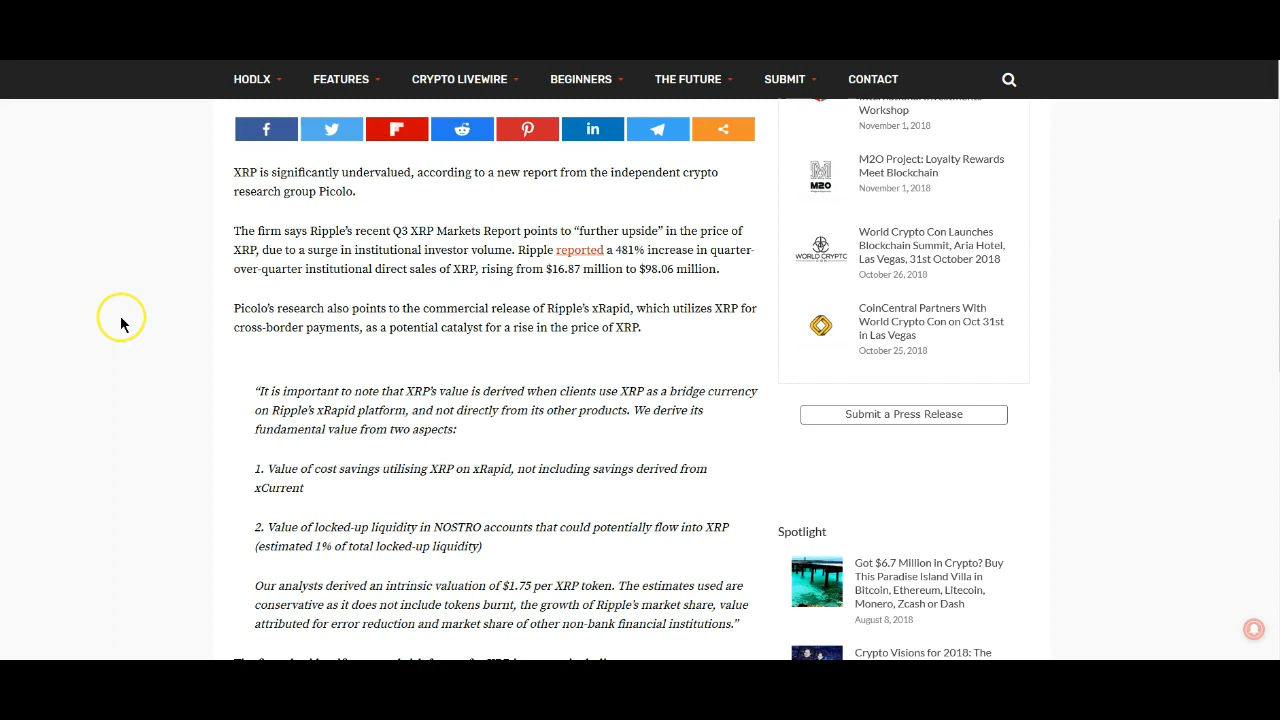 HODLX FEATURES CRYPTO LIVEWIRE BEGINNERS THE FUTURE SUBMIT CONTACT
XRP is significantly undervalued, according to a new report from the independent crypto
research group Picolo.
The firm says Ripple's recent Q3 XRP Markets Report points to “further upside” in the price of
XRP, due to a surge in institutional investor volume. Ripple reported a 481% increase in quarter-
over-quarter institutional direct sales of XRP, rising from $16.87 million to $98.06 million.
Picolo's research also points to the commercial release of Ripple's xRapid, which utilizes XRP for
cross-border payments, as a potential catalyst for a rise in the price of XRP.
“It is important to note that XRP's value is derived when clients use XRP as a bridge currency
on Ripple's xRapid platform, and not directly from its other products. We derive its
fundamental value from two aspects:
1. Value of cost savings utilising XRP on xRapid, not including savings derived from
xCurrent
2. Value of locked-up liquidity in NOSTRO accounts that could potentially flow into XRP
(estimated 1% of total locked-up liquidity)
Our analysts derived an intrinsic valuation of $1.75 per XRP token. The estimates used are
conservative as it does not include tokens burnt, the growth of Ripple's market share, value
attributed for error reduction and market share of other non-bank financial institutions.”
Workshop
November 1, 2018
M2O
M2O Project: Loyalty Rewards
Meet Blockchain
November 1, 2018
WORLD CRYPTO CON
World Crypto Con Launches
Blockchain Summit, Aria Hotel,
Las Vegas, 31st October 2018
October 26, 2018
CoinCentral Partners With
World Crypto Con on Oct 31st
in Las Vegas
October 25, 2018
Submit a Press Release
Spotlight
Got $6.7 Million in Crypto? Buy
This Paradise Island Villa in
Bitcoin, Ethereum, Litecoin,
Monero, Zcash or Dash
August 8, 2018
Crypto Visions for 2018: The